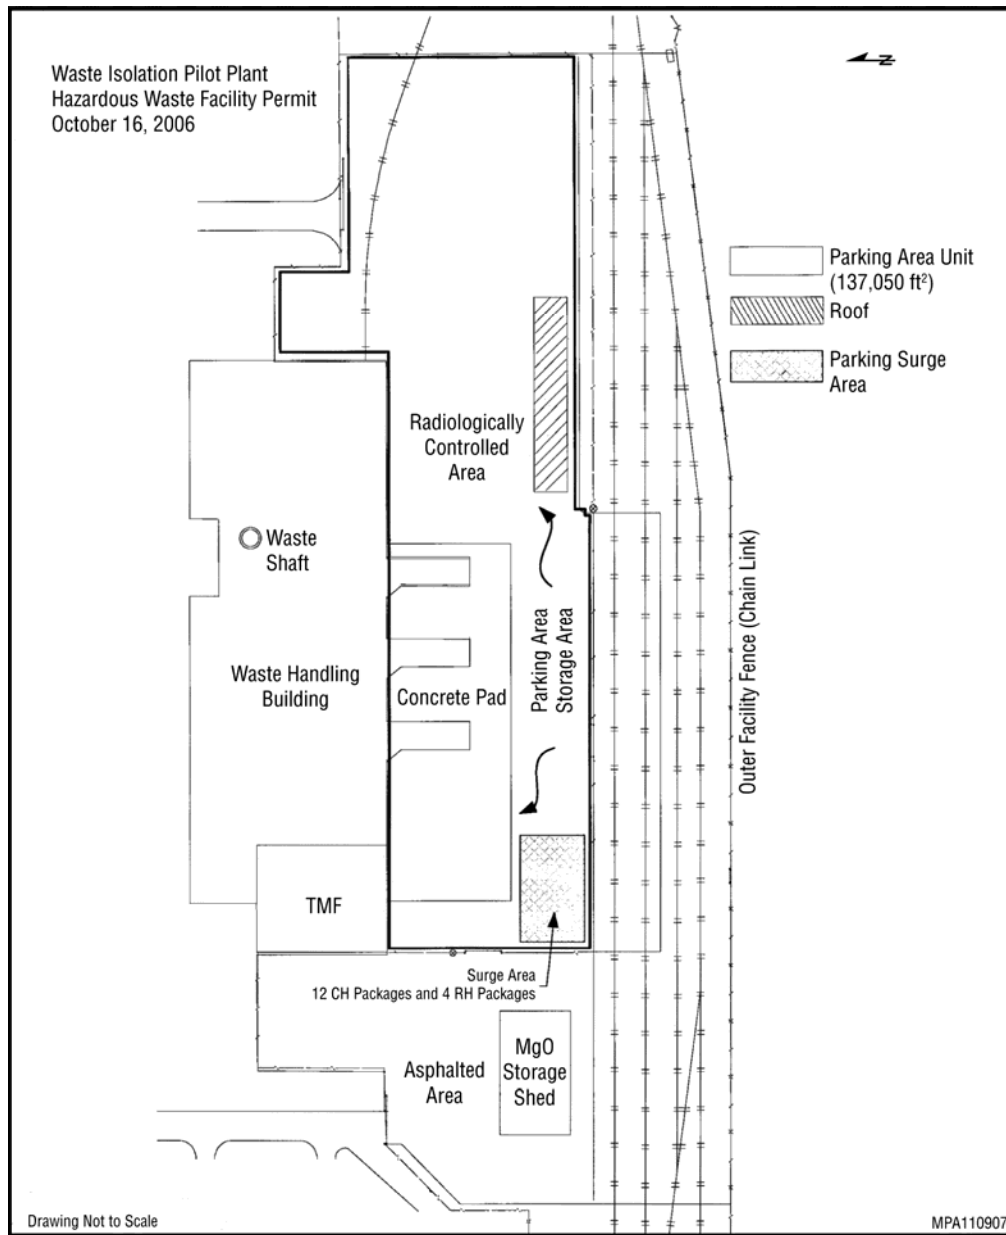 Waste Isolation Pilot Plant
Hazardous Waste Facility Permit
October 16, 2006
N
Parking Area Unit
(137,050 ft²)
Roof
Parking Surge
Area
Radiologically
Controlled
Area
Waste
Shaft
Waste Handling
Building
Concrete Pad
Parking Area
Storage Area
Outer Facility Fence (Chain Link)
TMF
Surge Area
12 CH Packages and 4 RH Packages
Asphalted
Area
MgO
Storage
Shed
Drawing Not to Scale
MPA110907